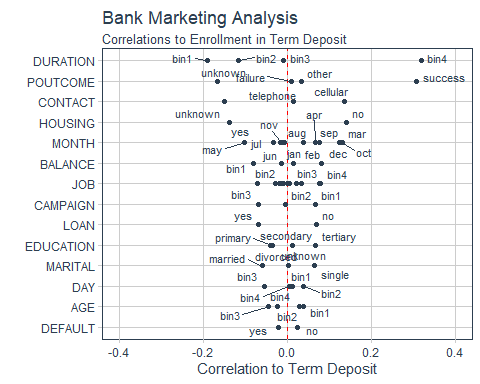 Bank Marketing Analysis
Correlations to Enrollment in Term Deposit
DURATION bin1 bin2 bin3 bin4
POUTCOME unknown failure other success
CONTACT unknown telephone cellular
HOUSING yes no
MONTH may jul nov jun jan aug feb apr sep dec mar oct
BALANCE bin1 bin2 bin3 bin4
JOB
CAMPAIGN bin3 bin2 bin1
LOAN yes no
EDUCATION primary secondary tertiary
MARITAL married divorced unknown single
DAY bin3 bin4 bin1 bin2
AGE bin3 bin4 bin2 bin1
DEFAULT yes no
-0.4 -0.2 0.0 0.2 0.4
Correlation to Term Deposit